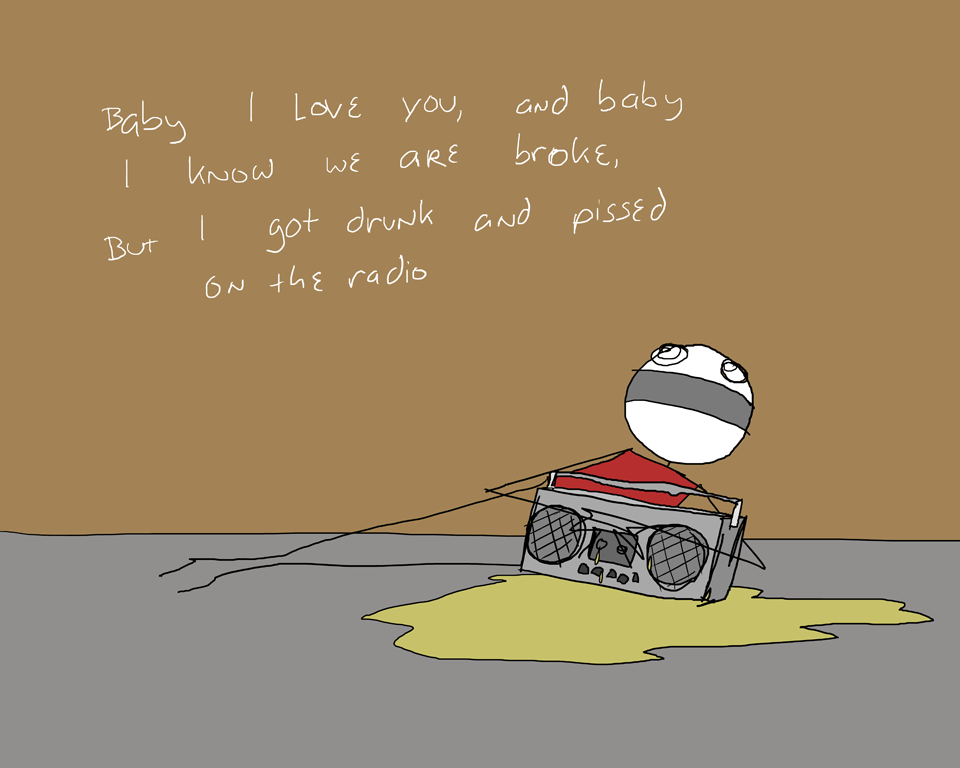 Baby I Love you, and baby
I know we are broke,
But I got drunk and pissed
on the radio